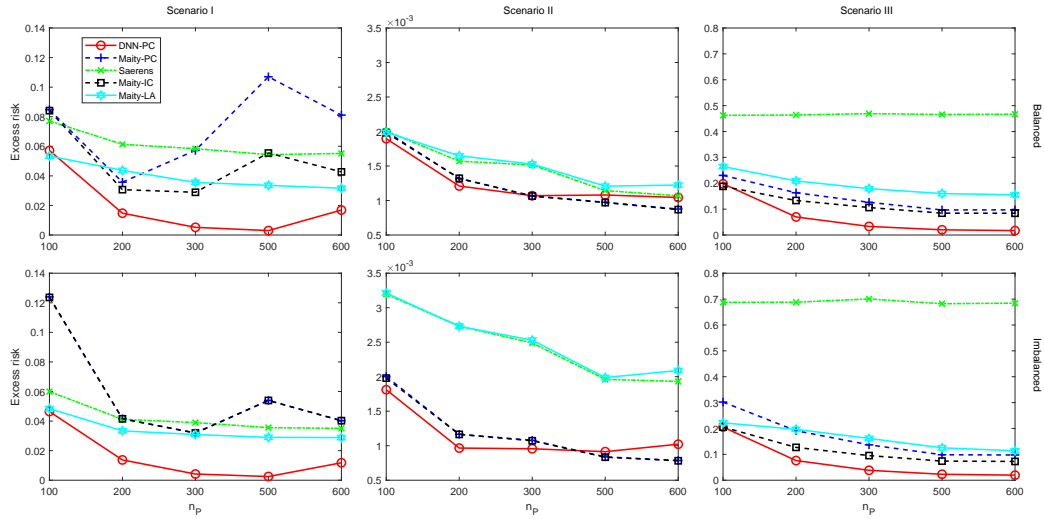 Scenario I
Scenario II
Scenario III
0.14
0.12
0.1
0.08
0.06
0.04
0.02
0
Excess risk
DNN-PC
Maity-PC
Saerens
Maity-IC
Maity-LA
100 200 300 500 600
×10⁻³
3.5
3
2.5
2
1.5
1
0.5
100 200 300 500 600
0.8
0.7
0.6
0.5
0.4
0.3
0.2
0.1
0
100 200 300 500 600
Balanced
0.14
0.12
0.1
0.08
0.06
0.04
0.02
0
Excess risk
100 200 300 500 600
n_P
×10⁻³
3.5
3
2.5
2
1.5
1
0.5
100 200 300 500 600
n_P
0.8
0.7
0.6
0.5
0.4
0.3
0.2
0.1
0
100 200 300 500 600
n_P
Imbalanced